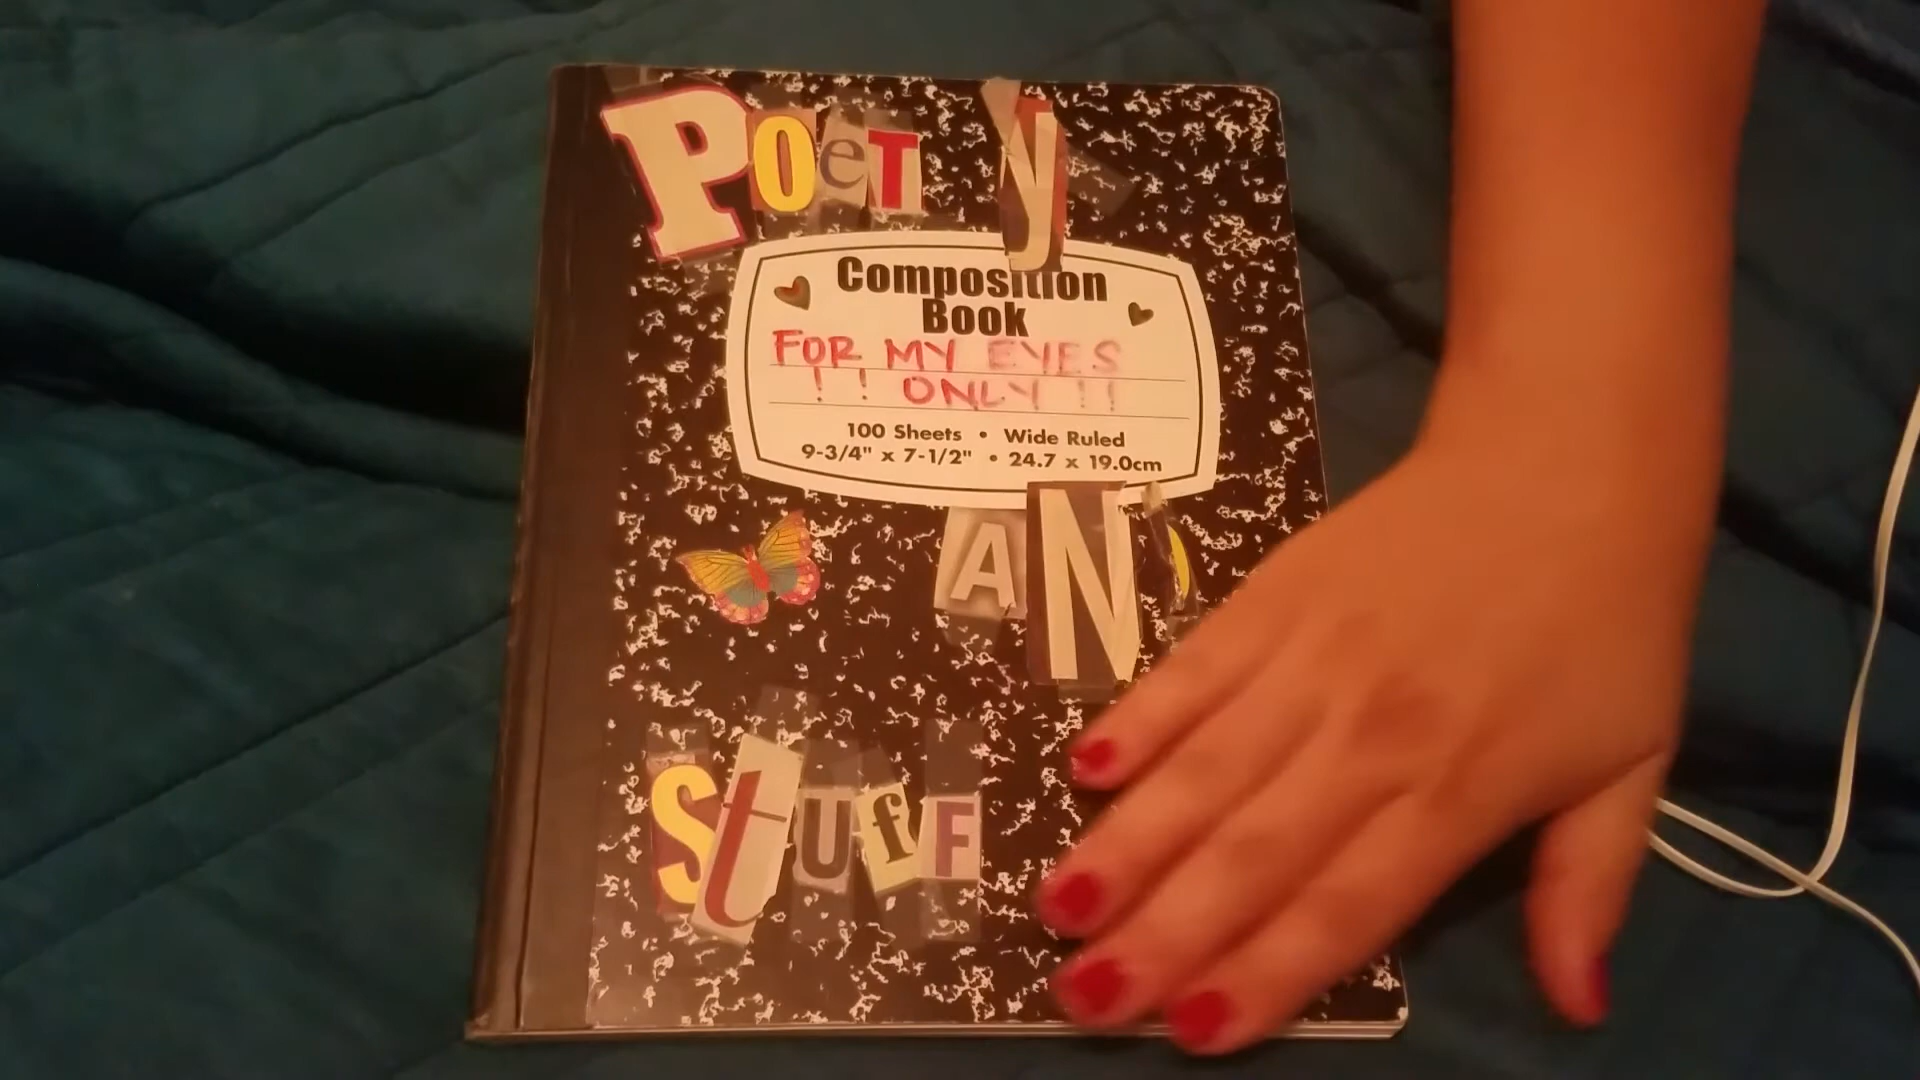 POeT y
Composition
Book
FOR MY EYES
! ! ONLY ! !
100 Sheets • Wide Ruled
9-3/4" x 7-1/2" • 24.7 x 19.0cm
AN
StUfF